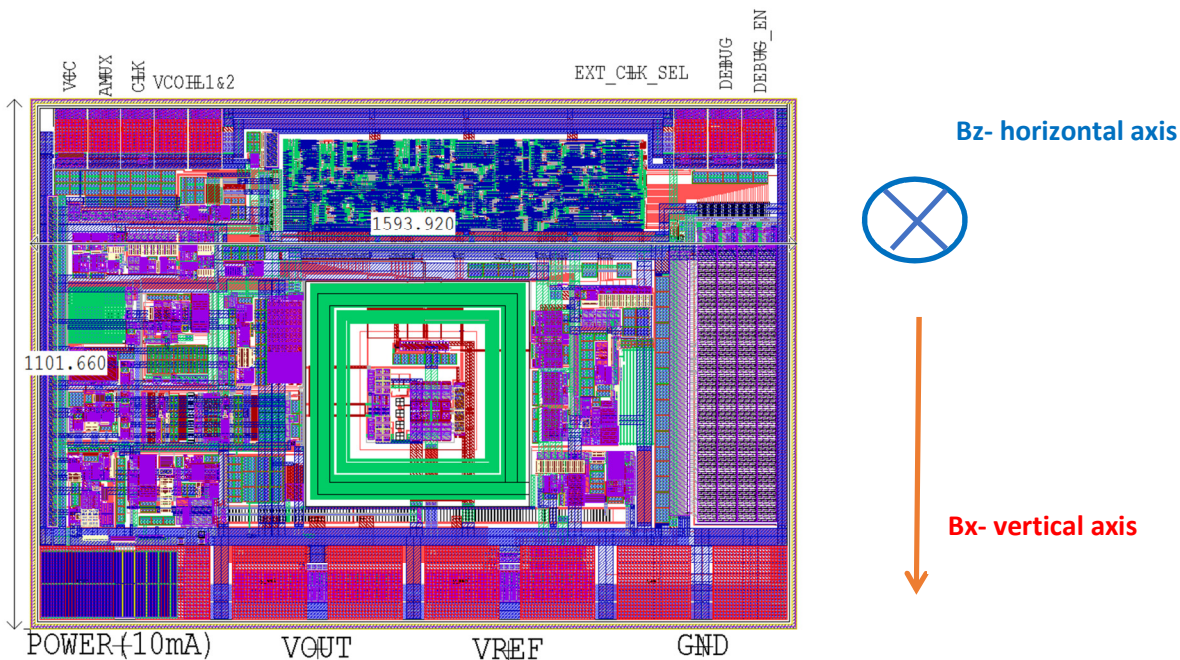 VCC
AMUX
CLK
VCOIL1&2
EXT_CLK_SEL
DEBUG
DEBUG_EN
Bz- horizontal axis
1593.920
1101.660
Bx- vertical axis
POWER(10mA)
VOUT
VREF
GND